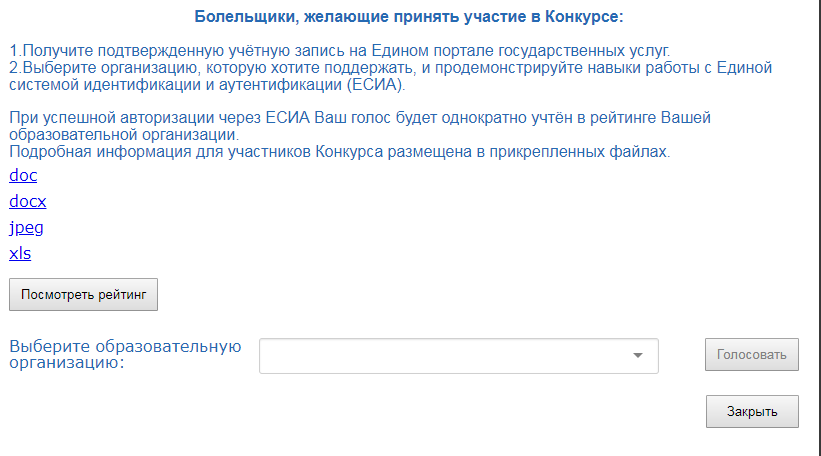 Болельщики, желающие принять участие в Конкурсе:
1.Получите подтвержденную учётную запись на Едином портале государственных услуг.
2.Выберите организацию, которую хотите поддержать, и продемонстрируйте навыки работы с Единой
системой идентификации и аутентификации (ЕСИА).
При успешной авторизации через ЕСИА Ваш голос будет однократно учтён в рейтинге Вашей
образовательной организации.
Подробная информация для участников Конкурса размещена в прикрепленных файлах.
doc
docx
jpeg
xls
Посмотреть рейтинг
Выберите образовательную
организацию:
Голосовать
Закрыть